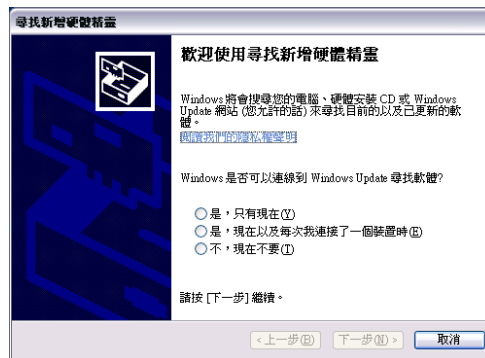 尋找新增硬體精靈
歡迎使用尋找新增硬體精靈
Windows 將會搜尋您的電腦、硬體安裝 CD 或 Windows
Update 網站 (您允許的話) 來尋找目前的以及已更新的軟
體。
閱讀我們的隱私權聲明
Windows 是否可以連線到 Windows Update 尋找軟體?
是，只有現在(Y)
是，現在以及每次我連接了一個裝置時(E)
不，現在不要(T)
請按 [下一步] 繼續。
<上一步(B) 下一步(N)> 取消